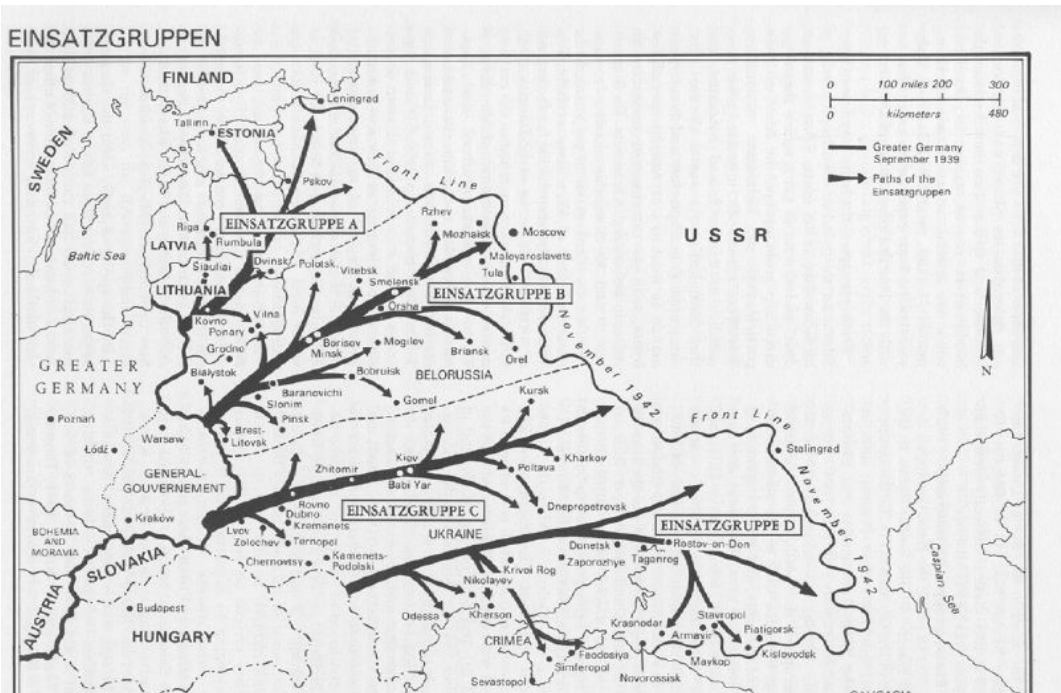 EINSATZGRUPPEN
FINLAND
Leningrad
0 100 miles 200 300
0 kilometers 480
Tallinn
ESTONIA
SWEDEN
Greater Germany
September 1939
Paths of the
Einsatzgruppen
Front Line
Pskov
Rzhev
EINSATZGRUPPE A
Riga
Rumbula
Mozhaisk
Moscow
USSR
LATVIA
Baltic Sea
Maloyaroslavets
Siauliai
Dvinsk
Polotsk
Vitebsk
Tula
Smolensk
LITHUANIA
EINSATZGRUPPE B
Orsha
Kovno
Vilna
Ponary
Borisov
Minsk
Mogilev
Briansk
Orel
November 1942
Grodno
GREATER
GERMANY
Białystok
Bobruisk
BELORUSSIA
N
Baranovichi
Slonim
Gomel
Kursk
Poznań
Pinsk
Front Line
Warsaw
Brest-
Litovsk
Łódź
Stalingrad
Kiev
Kharkov
Zhitomir
Poltava
GENERAL-
GOUVERNEMENT
Babi Yar
November 1942
Rovno
Dubno
EINSATZGRUPPE C
Dnepropetrovsk
Kraków
Kremenets
Lvov
EINSATZGRUPPE D
BOHEMIA
AND
MORAVIA
Zolochev
Tarnopol
UKRAINE
Donetsk
Rostov-on-Don
SLOVAKIA
Chernovtsy
Kamenets-
Podolski
Krivoi Rog
Zaporozhye
Taganrog
Caspian Sea
Nikolayev
AUSTRIA
Budapest
Odessa
Kherson
Stavropol
Krasnodar
HUNGARY
CRIMEA
Armavir
Piatigorsk
Feodosiya
Simferopol
Kislovodsk
Maykop
Sevastopol
Novorossisk